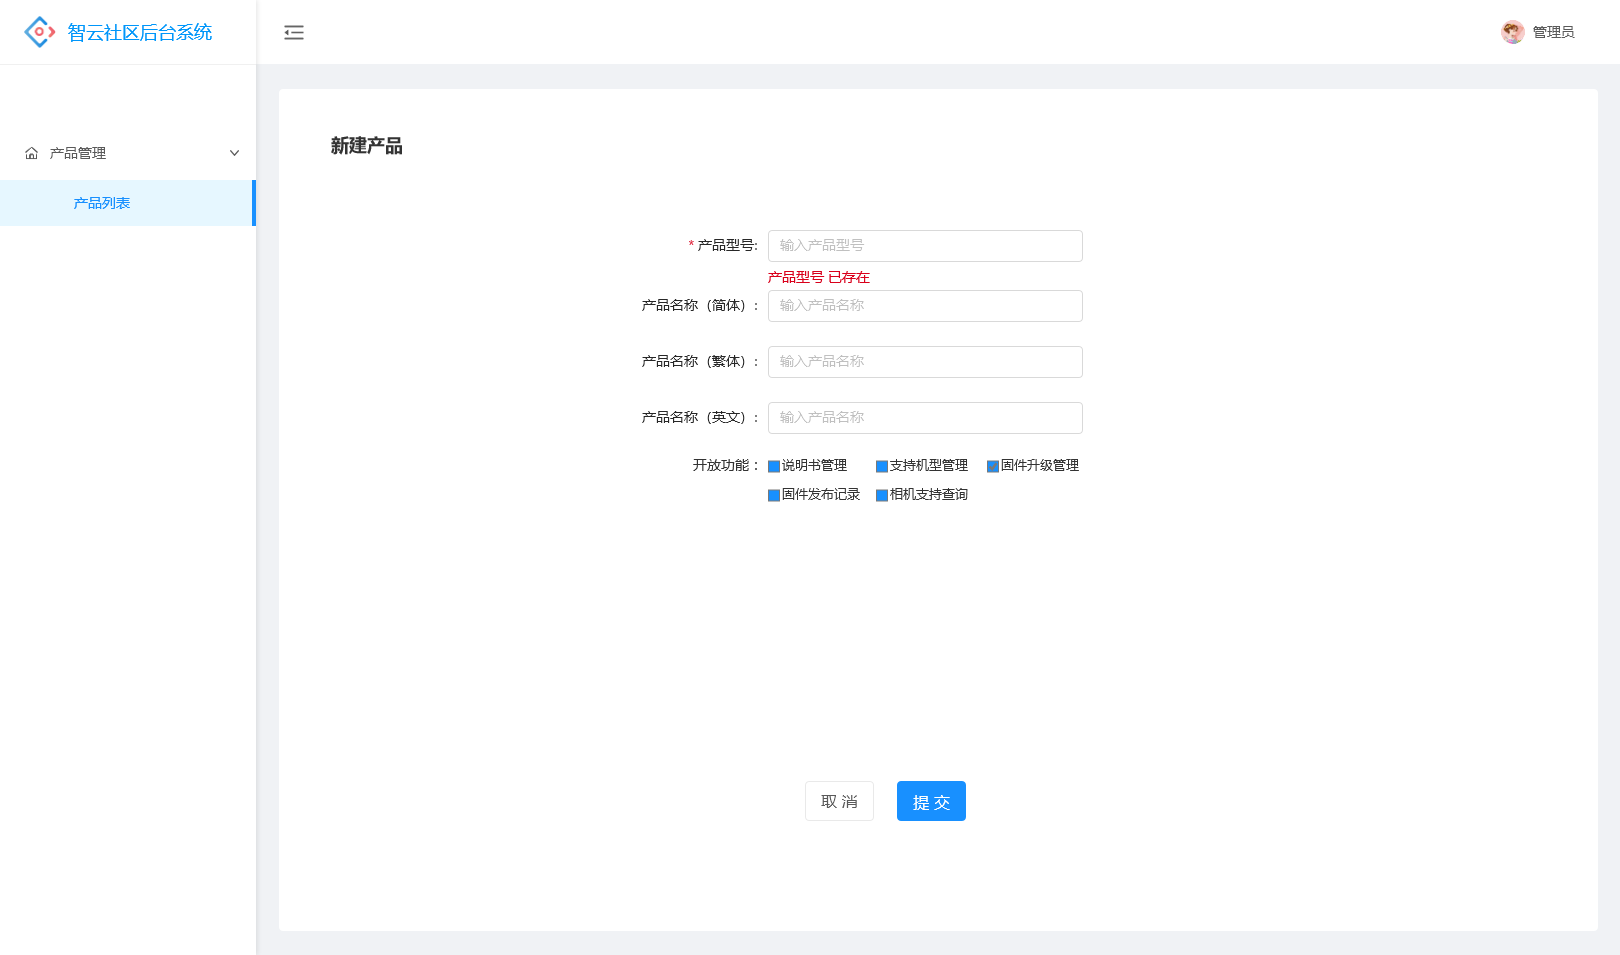 智云社区后台系统
管理员
产品管理
产品列表
新建产品
* 产品型号: 输入产品型号
产品型号 已存在
产品名称（简体）: 输入产品名称
产品名称（繁体）: 输入产品名称
产品名称（英文）: 输入产品名称
开放功能： 说明书管理 支持机型管理 固件升级管理
固件发布记录 相机支持查询
取 消 提 交